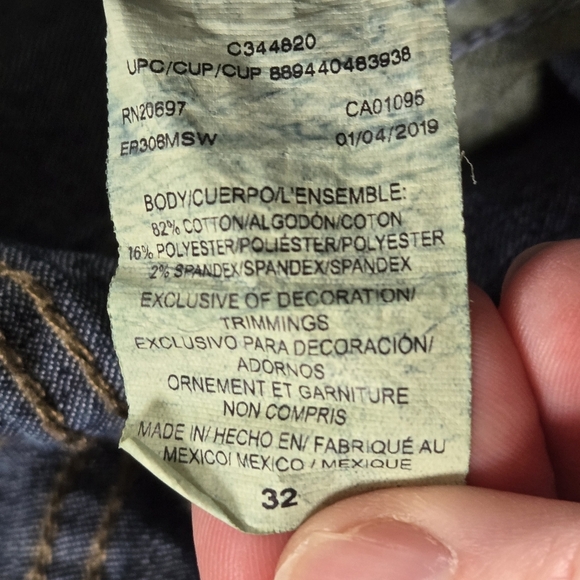 C344820
UPC/CUP/CUP 889440483938
RN20697 CA01095
EP308MSW 01/04/2019
BODY/CUERPO/L'ENSEMBLE:
82% COTTON/ALGODÓN/COTON
16% POLYESTER/POLIÉSTER/POLYESTER
2% SPANDEX/SPANDEX/SPANDEX
EXCLUSIVE OF DECORATION/
TRIMMINGS
EXCLUSIVO PARA DECORACIÓN/
ADORNOS
ORNEMENT ET GARNITURE
NON COMPRIS
MADE IN/ HECHO EN/ FABRIQUÉ AU
MEXICO/ MEXICO / MEXIQUE
32